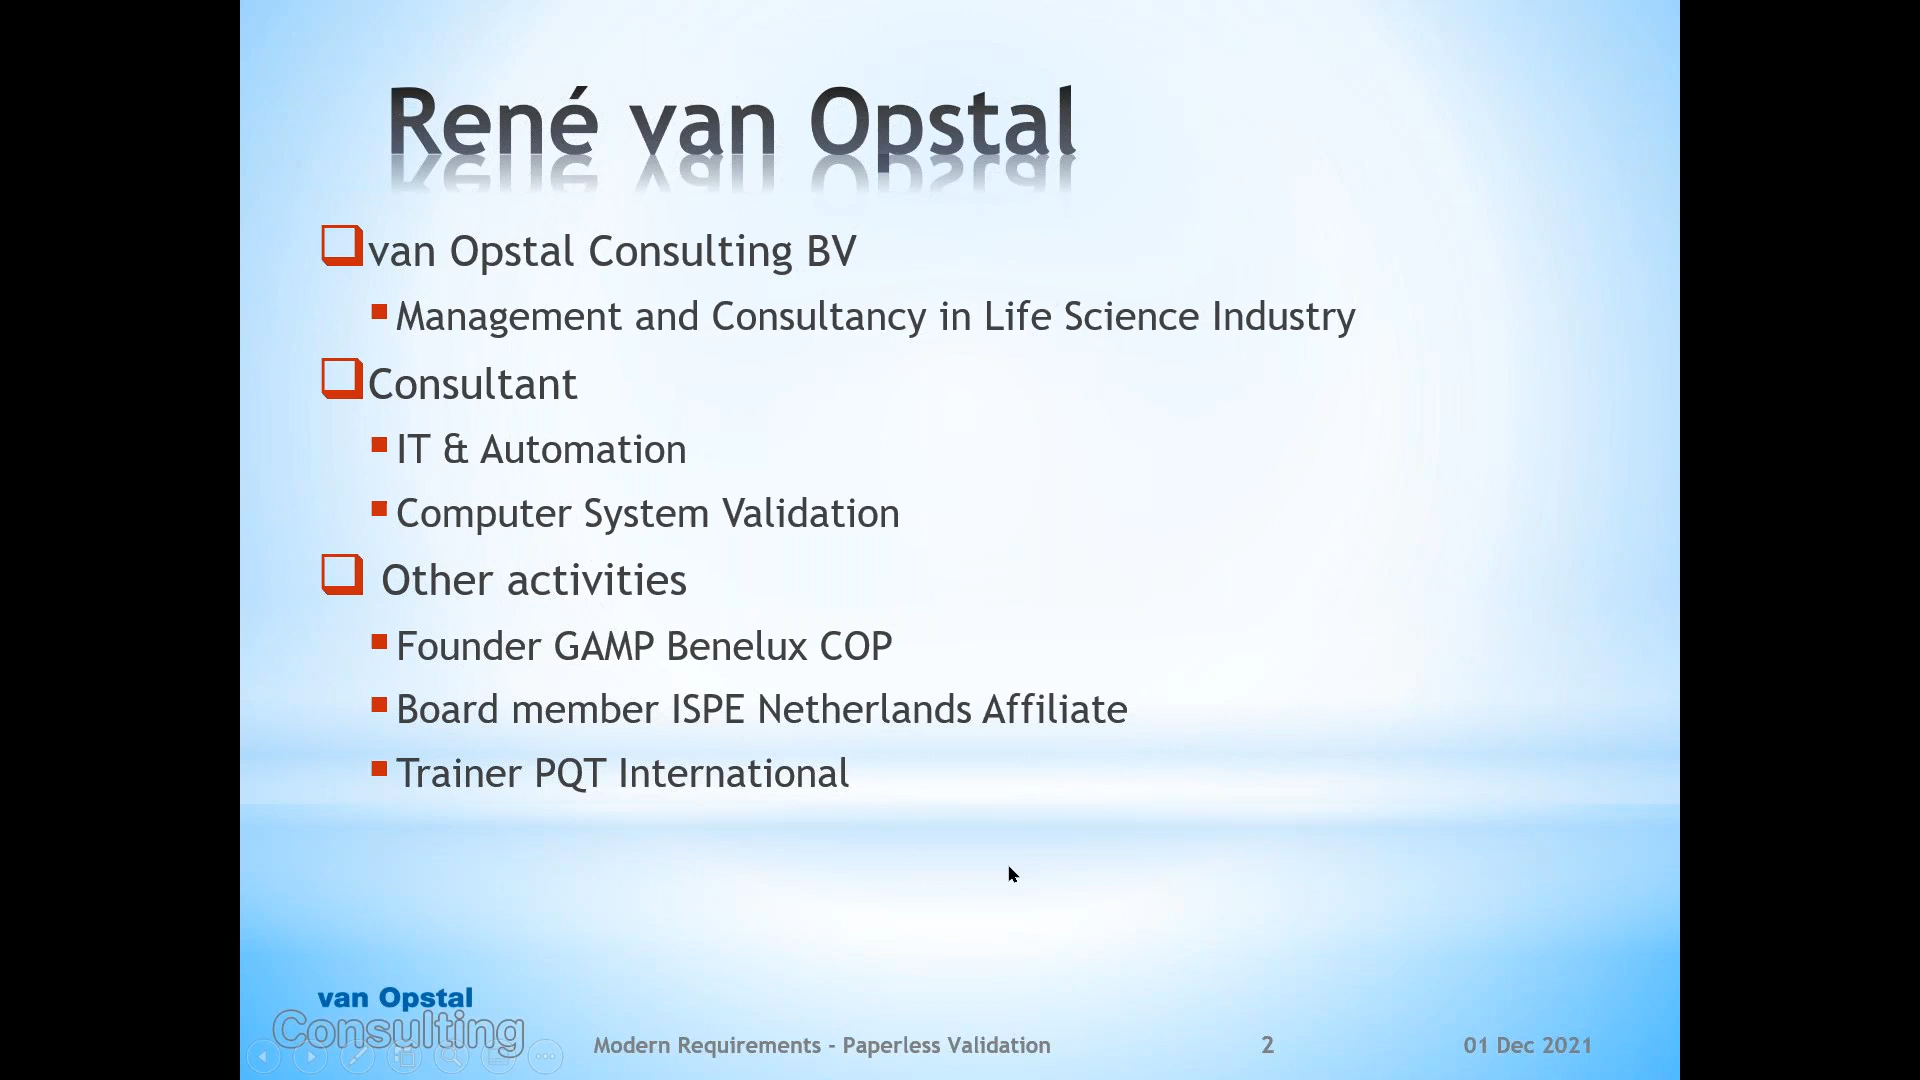 René van Opstal
van Opstal Consulting BV
Management and Consultancy in Life Science Industry
Consultant
IT & Automation
Computer System Validation
Other activities
Founder GAMP Benelux COP
Board member ISPE Netherlands Affiliate
Trainer PQT International
van Opstal
Consulting
Modern Requirements - Paperless Validation
2
01 Dec 2021